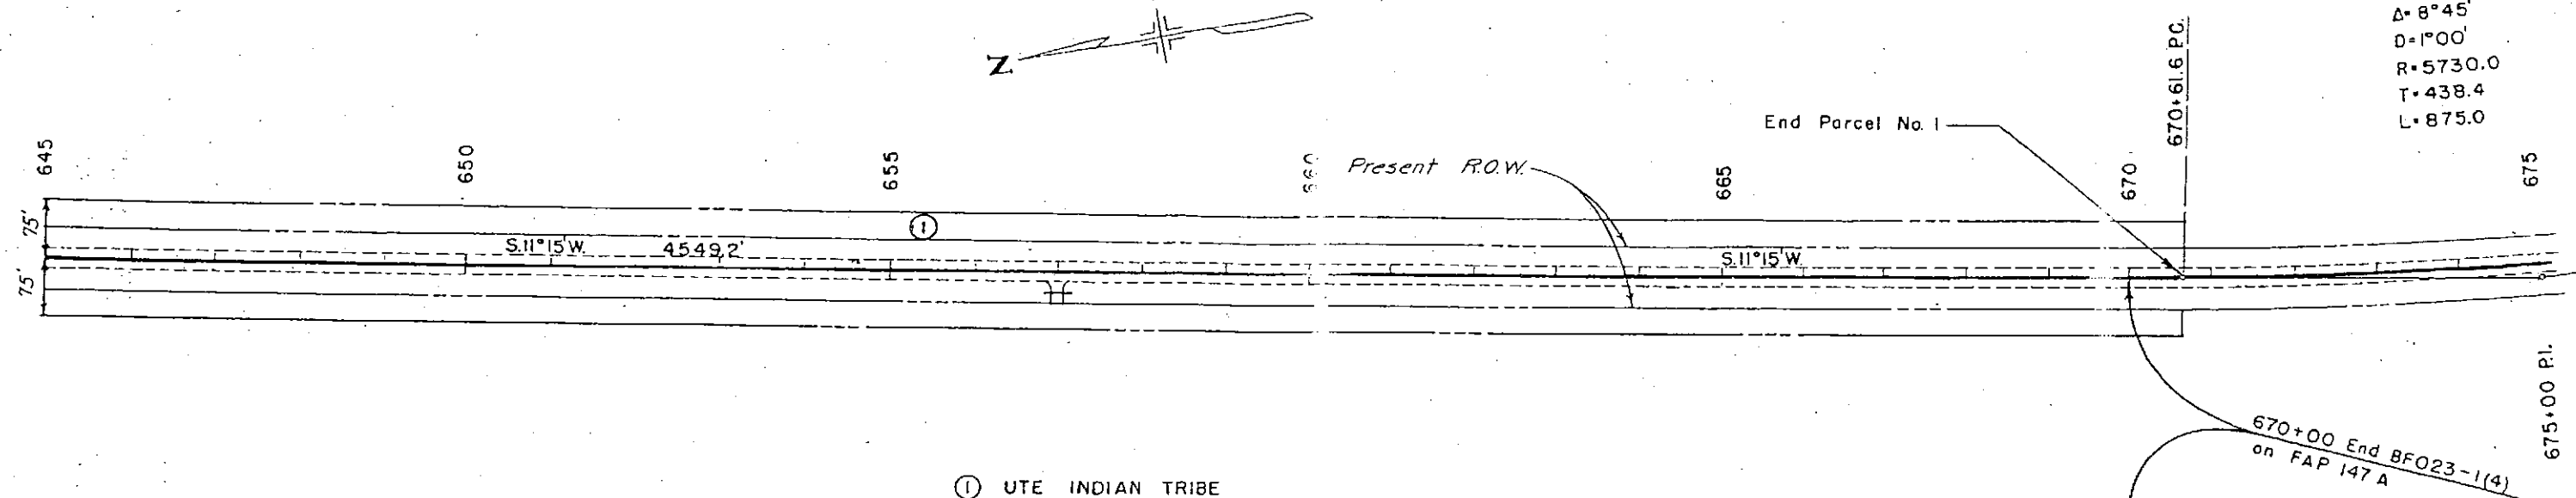 Δ=8°45'
D=1°00'
R=5730.0
T=438.4
L=875.0
Z
670+61.6 P.C.
End Parcel No. 1
645
650
655
660
Present R.O.W.
665
670
675
75'
75'
①
S.11°15'W. 4549.2'
S.11°15'W.
675+00 P.I.
670+00 End BF023-1(4)
on FAP 147 A
① UTE INDIAN TRIBE